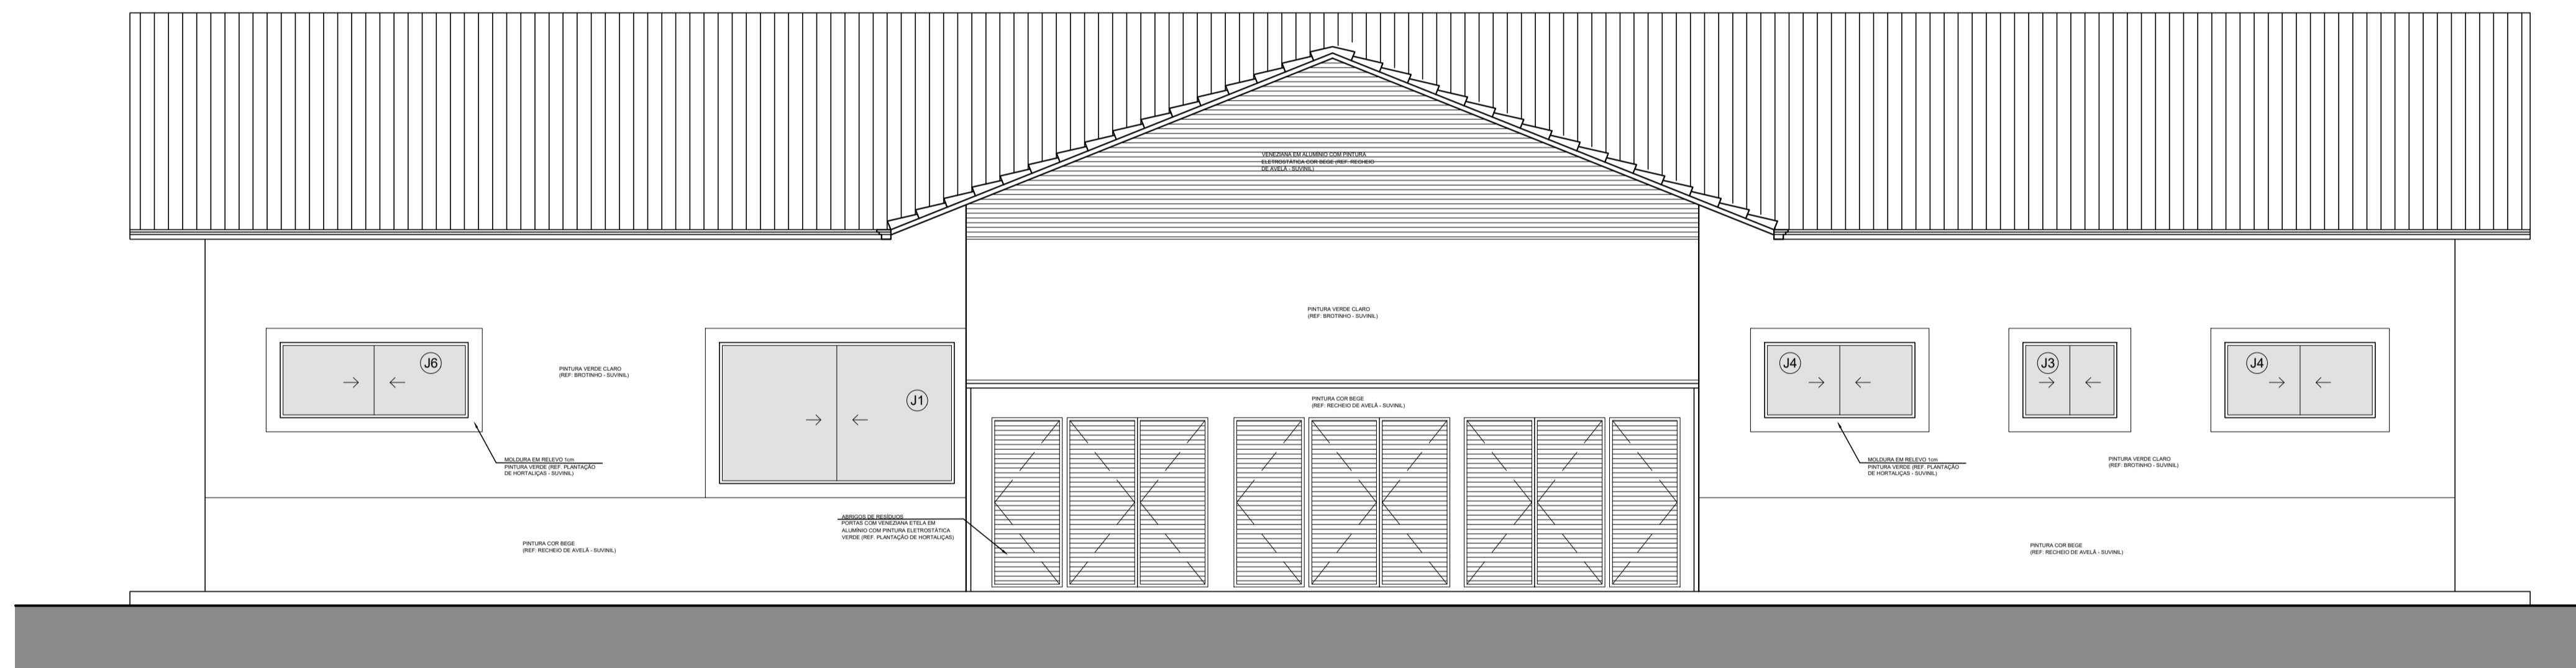 VENEZIANA EM ALUMÍNIO COM PINTURA
ELETROSTÁTICA COR BEGE (REF. RECHEIO
DE AVELÃ - SUVINIL)
PINTURA VERDE CLARO
(REF: BROTINHO - SUVINIL)
J6
PINTURA VERDE CLARO
(REF: BROTINHO - SUVINIL)
J1
MOLDURA EM RELEVO 1cm
PINTURA VERDE (REF. PLANTAÇÃO
DE HORTALIÇAS - SUVINIL)
PINTURA COR BEGE
(REF: RECHEIO DE AVELÃ - SUVINIL)
J4
J3
J4
MOLDURA EM RELEVO 1cm
PINTURA VERDE (REF. PLANTAÇÃO
DE HORTALIÇAS - SUVINIL)
PINTURA VERDE CLARO
(REF: BROTINHO - SUVINIL)
ABRIGOS DE RESÍDUOS
PORTAS COM VENEZIANA ETELA EM
ALUMÍNIO COM PINTURA ELETROSTÁTICA
VERDE (REF. PLANTAÇÃO DE HORTALIÇAS)
PINTURA COR BEGE
(REF: RECHEIO DE AVELÃ - SUVINIL)
PINTURA COR BEGE
(REF: RECHEIO DE AVELÃ - SUVINIL)